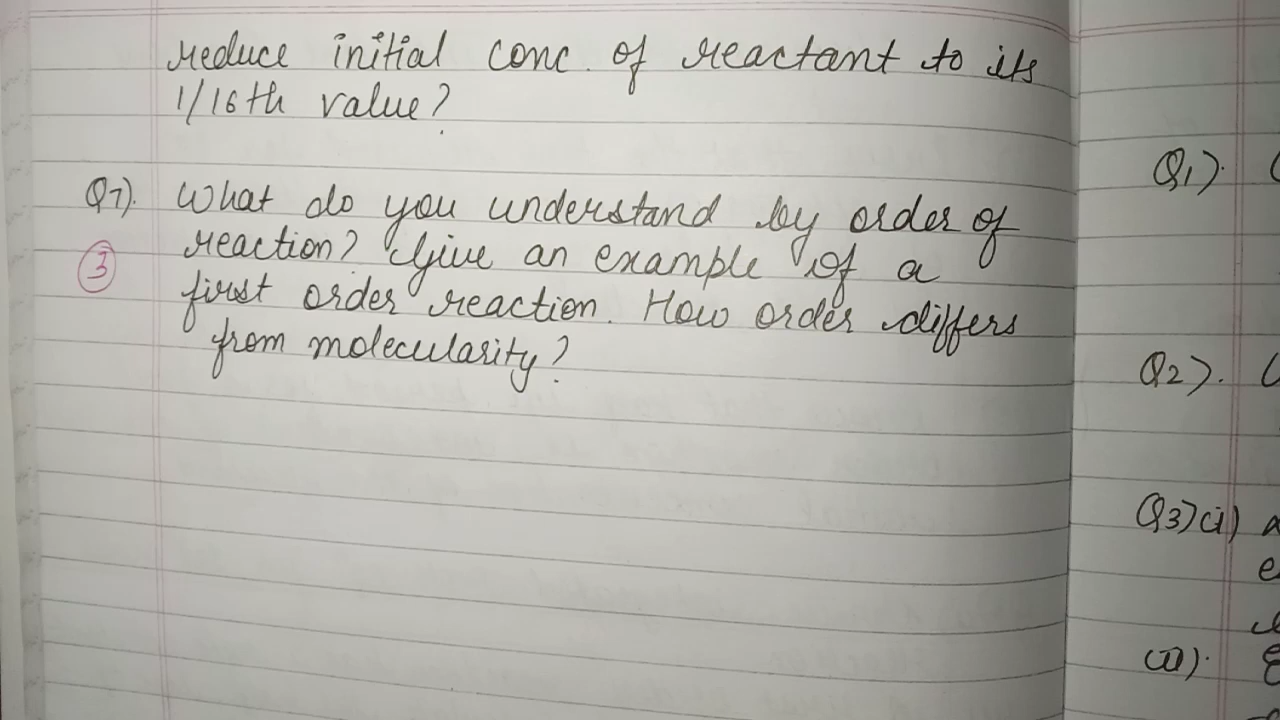 reduce initial conc. of reactant to its
1/16th value?
Q7). What do you understand by order of
reaction? Give an example of a
③
first order reaction. How order differs
from molecularity?
Q1).
Q2).
Q3)(i)
e
(ii).